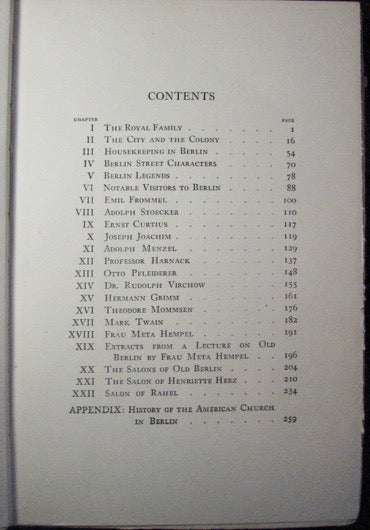 CONTENTS
CHAPTER PAGE
I The Royal Family . . . . . . . 1
II The City and the Colony . . . . . 16
III Housekeeping in Berlin . . . . . 54
IV Berlin Street Characters . . . . 70
V Berlin Legends . . . . . . . . 78
VI Notable Visitors to Berlin . . . . 88
VII Emil Frommel . . . . . . . . 100
VIII Adolph Stoecker . . . . . . . 110
IX Ernst Curtius . . . . . . . . 117
X Joseph Joachim . . . . . . . . 119
XI Adolph Menzel . . . . . . . . 129
XII Professor Harnack . . . . . . 137
XIII Otto Pfleiderer . . . . . . . 148
XIV Dr. Rudolph Virchow . . . . . 155
XV Hermann Grimm . . . . . . . 161
XVI Theodore Mommsen . . . . . . 176
XVII Mark Twain . . . . . . . . 182
XVIII Frau Meta Hempel . . . . . . 191
XIX Extracts from a Lecture on Old
Berlin by Frau Meta Hempel . . 196
XX The Salons of Old Berlin . . . . 204
XXI The Salon of Henriette Herz . . . 210
XXII Salon of Rahel . . . . . . . 234
APPENDIX: History of the American Church
in Berlin . . . . . . . 259